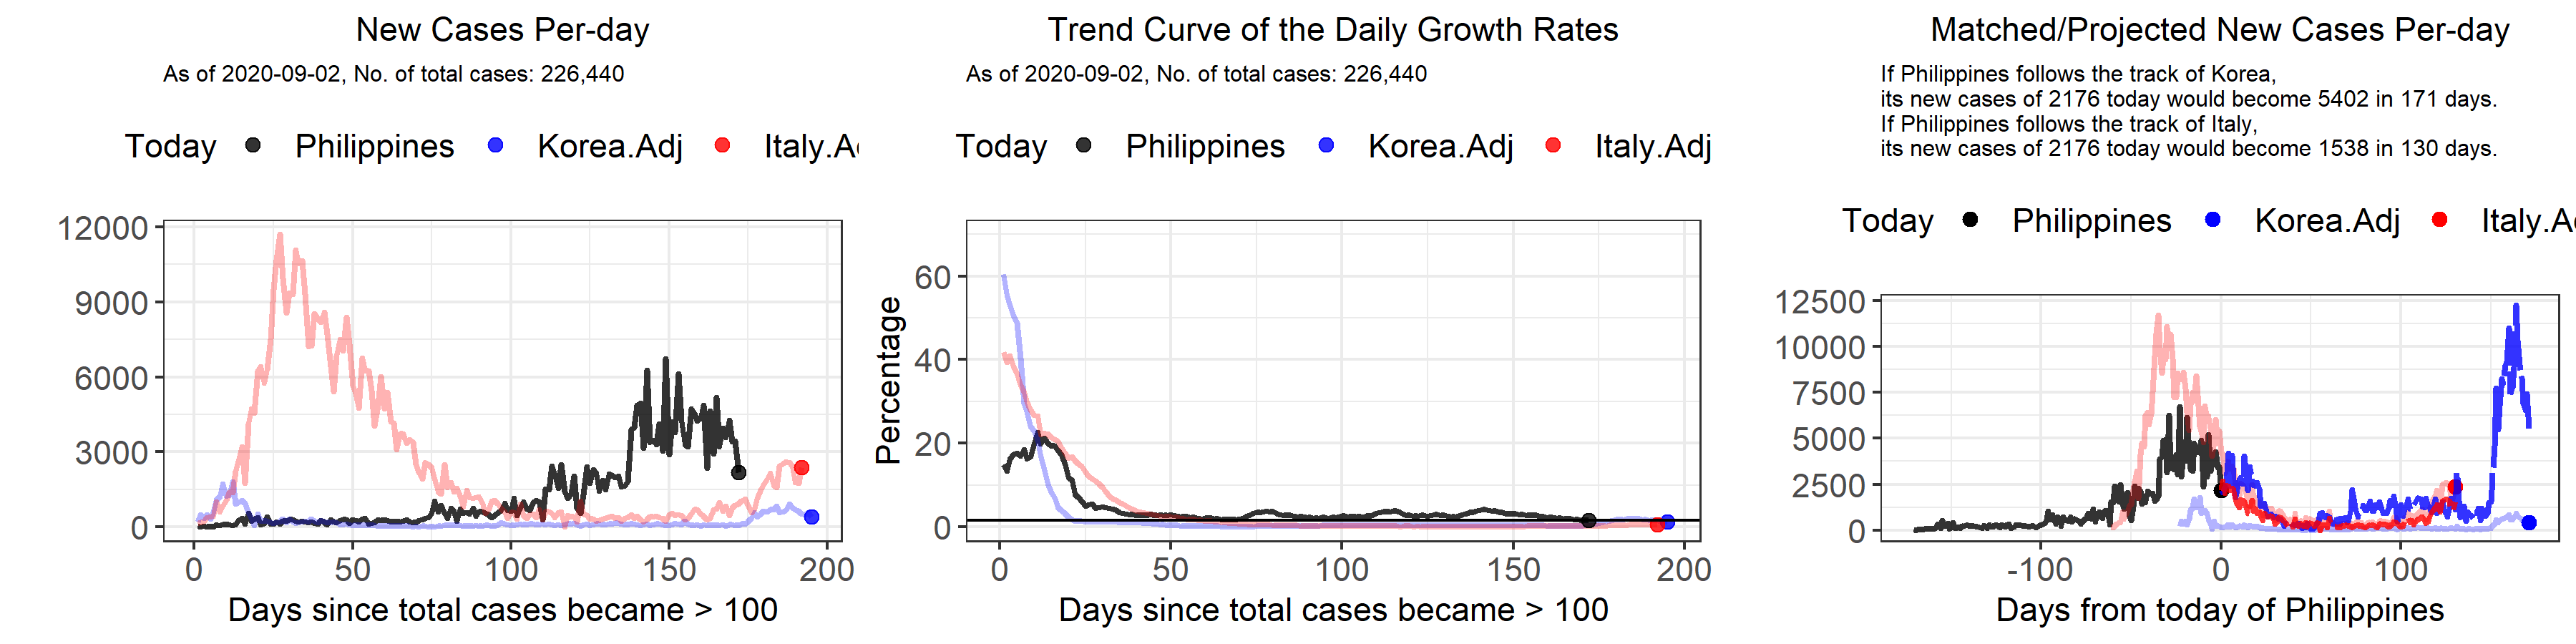 New Cases Per-day
As of 2020-09-02, No. of total cases: 226,440
Today Philippines Korea.Adj Italy.A
12000
9000
6000
3000
0
0 50 100 150 200
Days since total cases became > 100
Trend Curve of the Daily Growth Rates
As of 2020-09-02, No. of total cases: 226,440
Today Philippines Korea.Adj Italy.Adj
Percentage
60
40
20
0
0 50 100 150 200
Days since total cases became > 100
Matched/Projected New Cases Per-day
If Philippines follows the track of Korea,
its new cases of 2176 today would become 5402 in 171 days.
If Philippines follows the track of Italy,
its new cases of 2176 today would become 1538 in 130 days.
Today Philippines Korea.Adj Italy.A
12500
10000
7500
5000
2500
0
-100 0 100
Days from today of Philippines